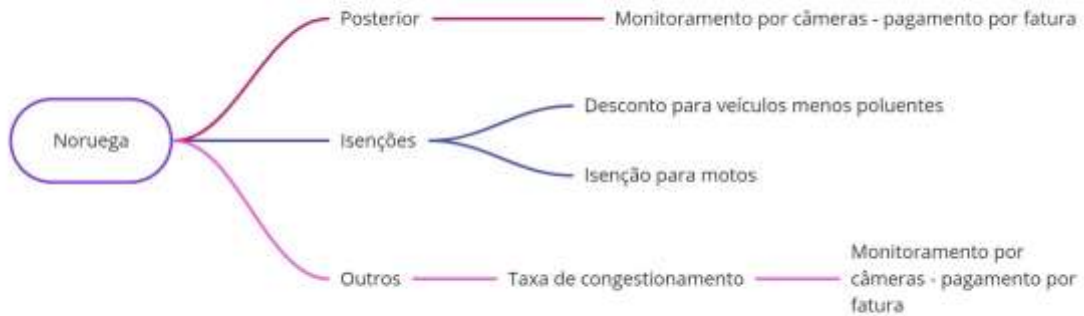 Noruega
Posterior
Monitoramento por câmeras - pagamento por fatura
Isenções
Desconto para veículos menos poluentes
Isenção para motos
Outros
Taxa de congestionamento
Monitoramento por
câmeras - pagamento por
fatura